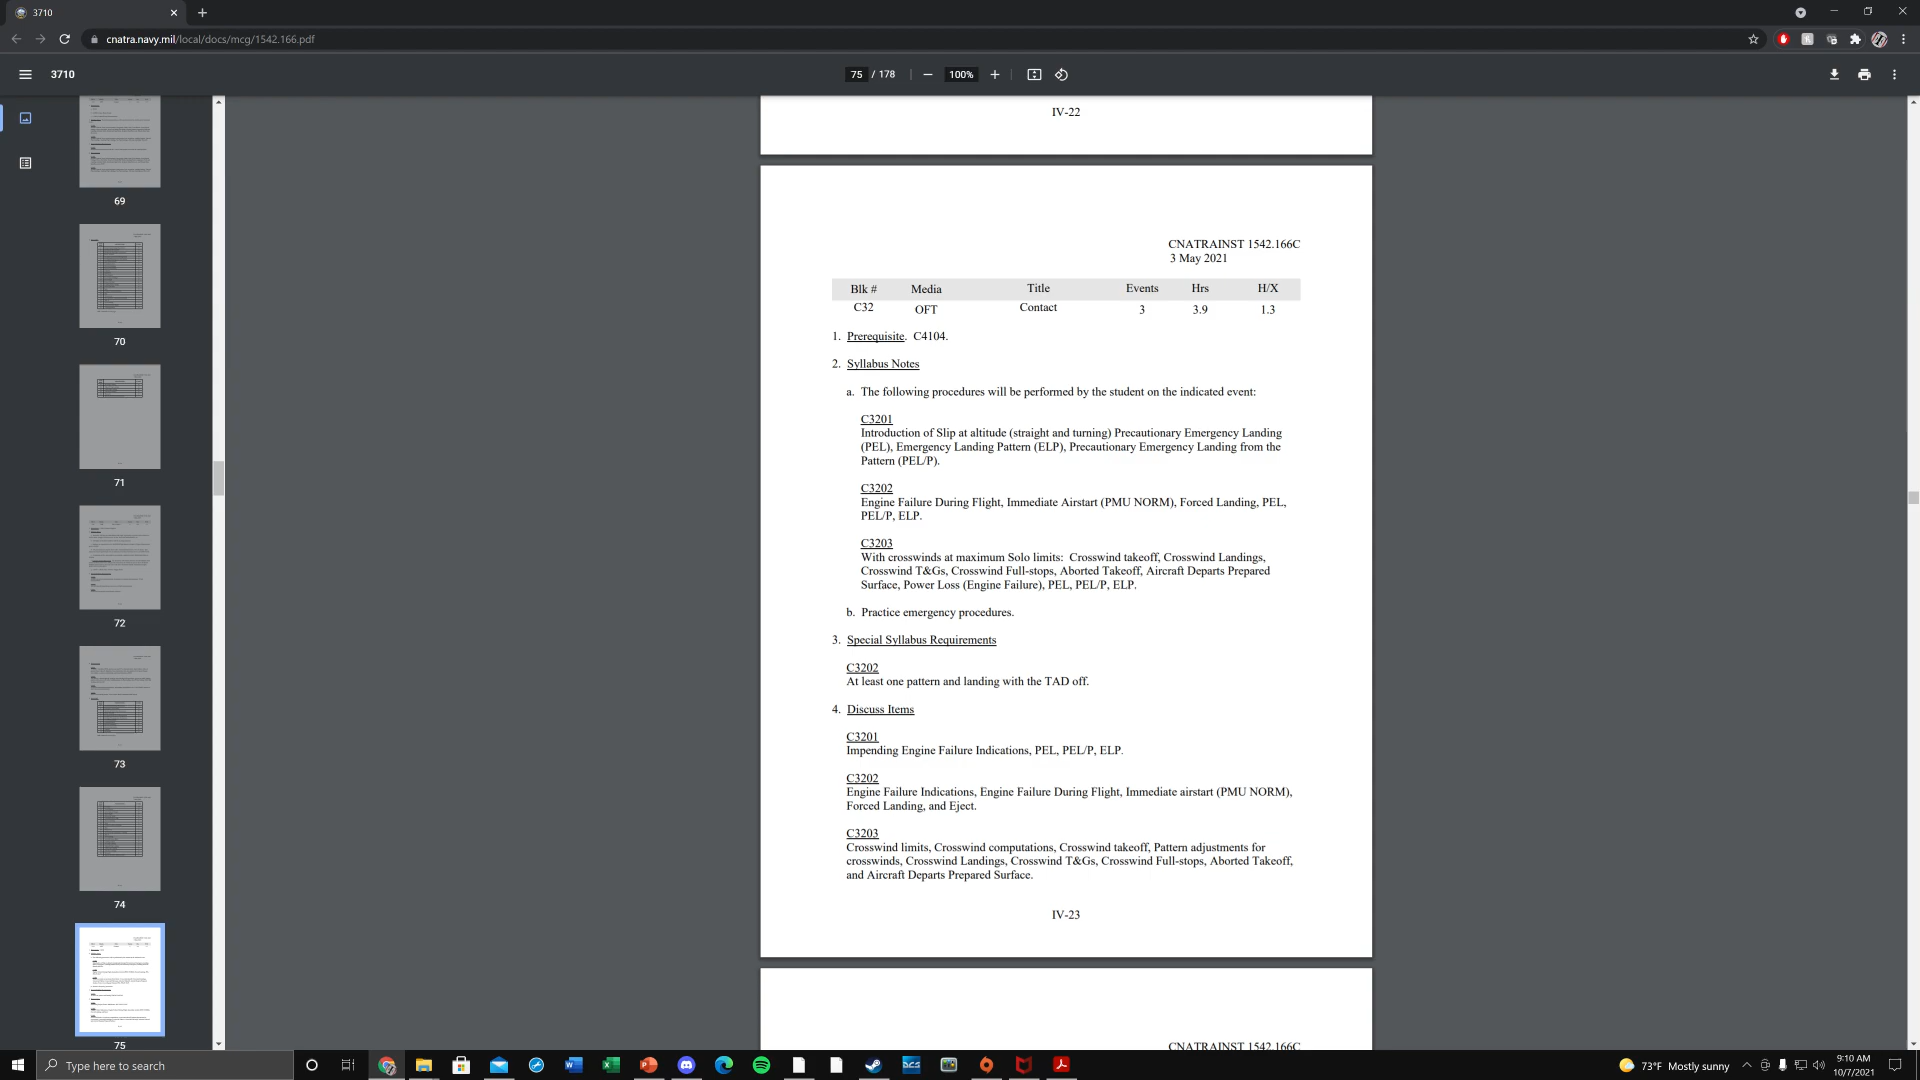 3710
cnatra.navy.mil/local/docs/mcg/1542.166.pdf
3710
75 / 178
100%
69
70
71
72
73
74
75
IV-22
CNATRAINST 1542.166C
3 May 2021
Blk # Media Title Events Hrs H/X
C32 OFT Contact 3 3.9 1.3
1. Prerequisite. C4104.
2. Syllabus Notes
a. The following procedures will be performed by the student on the indicated event:
C3201
Introduction of Slip at altitude (straight and turning) Precautionary Emergency Landing
(PEL), Emergency Landing Pattern (ELP), Precautionary Emergency Landing from the
Pattern (PEL/P).
C3202
Engine Failure During Flight, Immediate Airstart (PMU NORM), Forced Landing, PEL,
PEL/P, ELP.
C3203
With crosswinds at maximum Solo limits: Crosswind takeoff, Crosswind Landings,
Crosswind T&Gs, Crosswind Full-stops, Aborted Takeoff, Aircraft Departs Prepared
Surface, Power Loss (Engine Failure), PEL, PEL/P, ELP.
b. Practice emergency procedures.
3. Special Syllabus Requirements
C3202
At least one pattern and landing with the TAD off.
4. Discuss Items
C3201
Impending Engine Failure Indications, PEL, PEL/P, ELP.
C3202
Engine Failure Indications, Engine Failure During Flight, Immediate airstart (PMU NORM),
Forced Landing, and Eject.
C3203
Crosswind limits, Crosswind computations, Crosswind takeoff, Pattern adjustments for
crosswinds, Crosswind Landings, Crosswind T&Gs, Crosswind Full-stops, Aborted Takeoff,
and Aircraft Departs Prepared Surface.
IV-23
CNATRAINST 1542.166C
Type here to search
DCS
73°F Mostly sunny
9:10 AM
10/7/2021